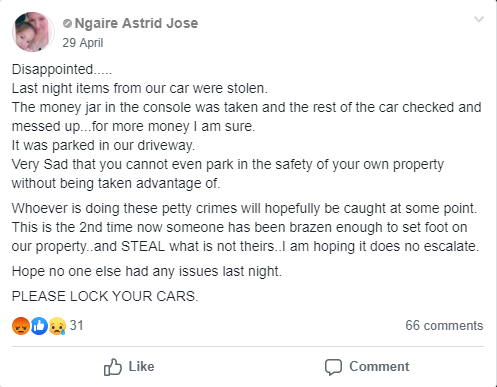 Ngaire Astrid Jose
29 April
Disappointed.....
Last night items from our car were stolen.
The money jar in the console was taken and the rest of the car checked and
messed up...for more money I am sure.
It was parked in our driveway.
Very Sad that you cannot even park in the safety of your own property
without being taken advantage of.
Whoever is doing these petty crimes will hopefully be caught at some point.
This is the 2nd time now someone has been brazen enough to set foot on
our property..and STEAL what is not theirs..I am hoping it does no escalate.
Hope no one else had any issues last night.
PLEASE LOCK YOUR CARS.
31
66 comments
Like
Comment